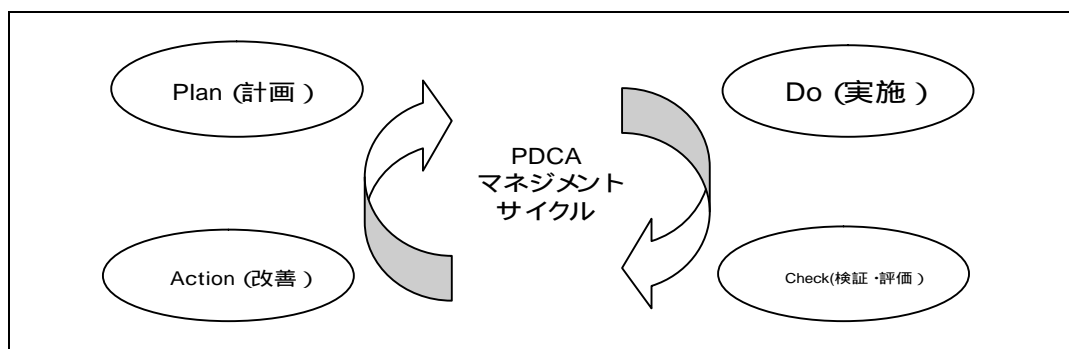 Plan (計画)
Do (実施)
PDCA
マネジメント
サイクル
Action (改善)
Check(検証・評価)